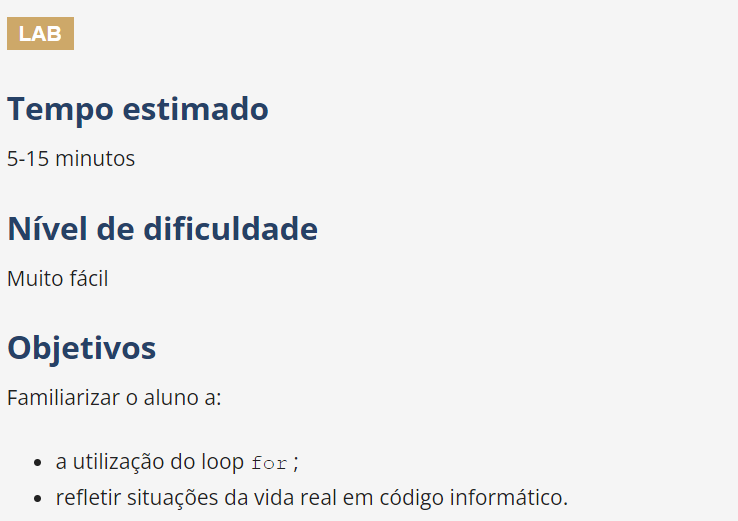 LAB
Tempo estimado
5-15 minutos
Nível de dificuldade
Muito fácil
Objetivos
Familiarizar o aluno a:
• a utilização do loop for ;
• refletir situações da vida real em código informático.